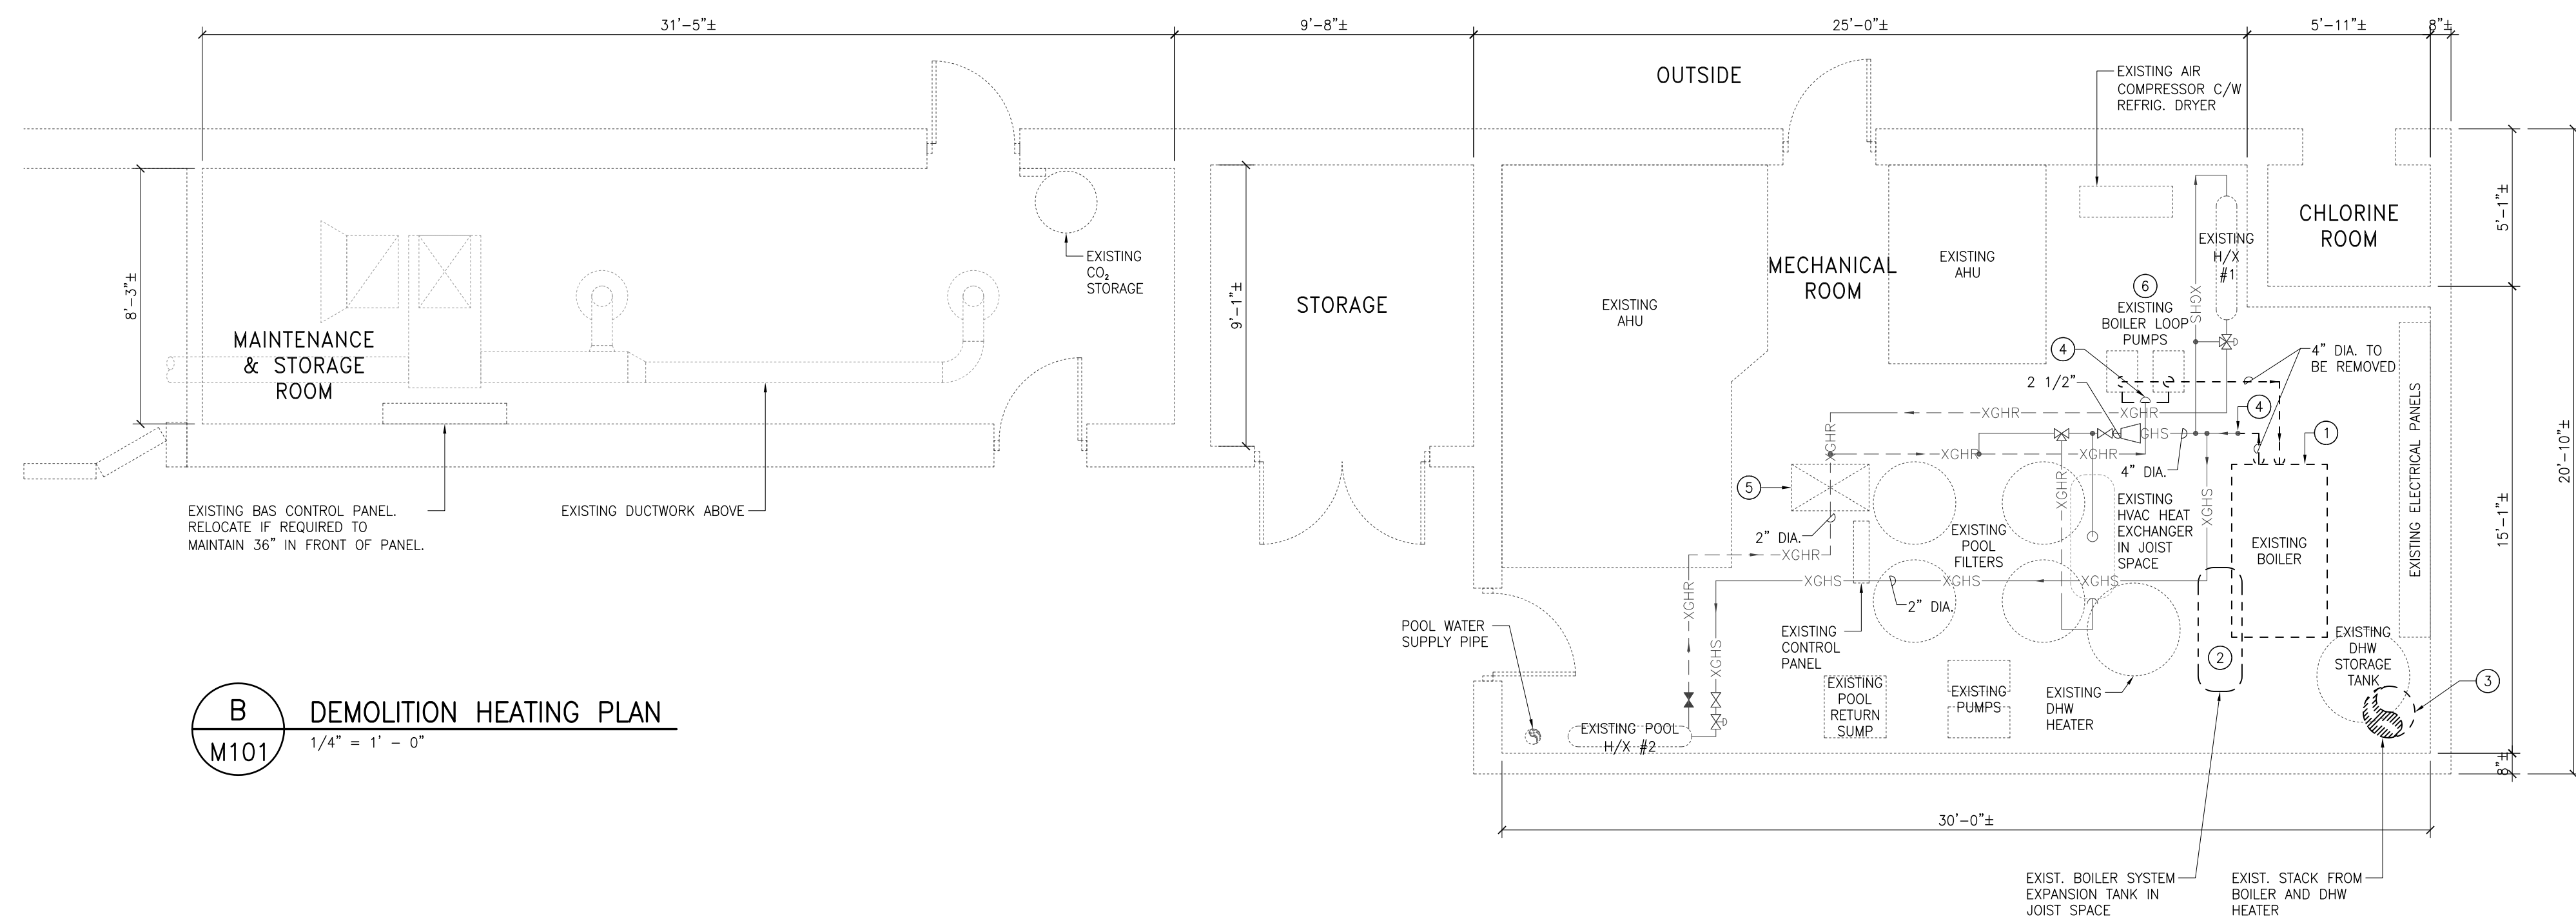 31'-5"±
9'-8"±
25'-0"±
5'-11"±
8"±
OUTSIDE
EXISTING AIR
COMPRESSOR C/W
REFRIG. DRYER
8'-3"±
EXISTING
CO₂
STORAGE
MAINTENANCE
& STORAGE
ROOM
9'-1"±
STORAGE
EXISTING
AHU
MECHANICAL
ROOM
EXISTING
AHU
EXISTING
H/X
#1
CHLORINE
ROOM
5'-1"±
20'-10"±
15'-1"±
8"±
6
EXISTING
BOILER LOOP
PUMPS
XGHS
4
2 1/2"
4" DIA. TO
BE REMOVED
4
1
XGHR
XGHR
XGHR
XGHS
XGHR
XGHR
4" DIA.
5
2" DIA.
XGHR
XGHR
XGHS
EXISTING
HVAC HEAT
EXCHANGER
IN JOIST
SPACE
EXISTING
POOL
FILTERS
EXISTING
BOILER
EXISTING ELECTRICAL PANELS
XGHS
XGHS
XGHS
2" DIA.
XGHR
XGHS
EXISTING BAS CONTROL PANEL.
RELOCATE IF REQUIRED TO
MAINTAIN 36" IN FRONT OF PANEL.
EXISTING DUCTWORK ABOVE
POOL WATER
SUPPLY PIPE
EXISTING
CONTROL
PANEL
EXISTING
DHW
STORAGE
TANK
2
3
EXISTING POOL
H/X #2
EXISTING
POOL
RETURN
SUMP
EXISTING
PUMPS
EXISTING
DHW
HEATER
B
M101
DEMOLITION HEATING PLAN
1/4" = 1' - 0"
30'-0"±
EXIST. BOILER SYSTEM
EXPANSION TANK IN
JOIST SPACE
EXIST. STACK FROM
BOILER AND DHW
HEATER